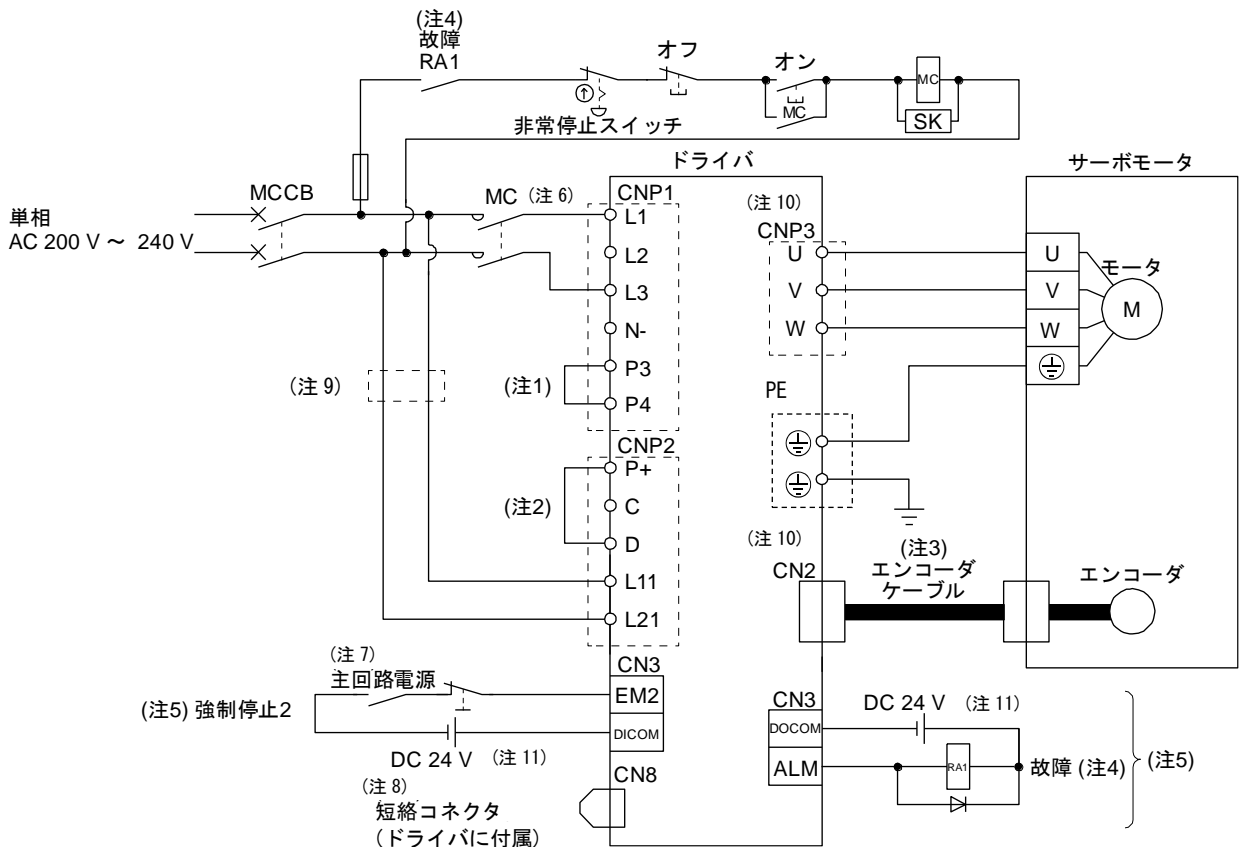 (注4)
故障
RA1
オフ
オン
MC
MC
SK
非常停止スイッチ
ドライバ
サーボモータ
MCCB
MC (注 6)
CNP1
(注 10)
単相
AC 200 V ～ 240 V
L1
L2
L3
N-
P3
P4
CNP3
U
V
W
U
V
W
モータ
M
(注 9)
(注1)
PE
CNP2
P+
C
D
L11
L21
(注2)
(注 10)
CN2
(注3)
エンコーダ
ケーブル
エンコーダ
(注 7)
主回路電源
(注5) 強制停止2
CN3
EM2
DICOM
DC 24 V (注 11)
(注 8)
短絡コネクタ
(ドライバに付属)
CN8
CN3
DOCOM
ALM
DC 24 V (注 11)
RA1
故障 (注4)
(注5)